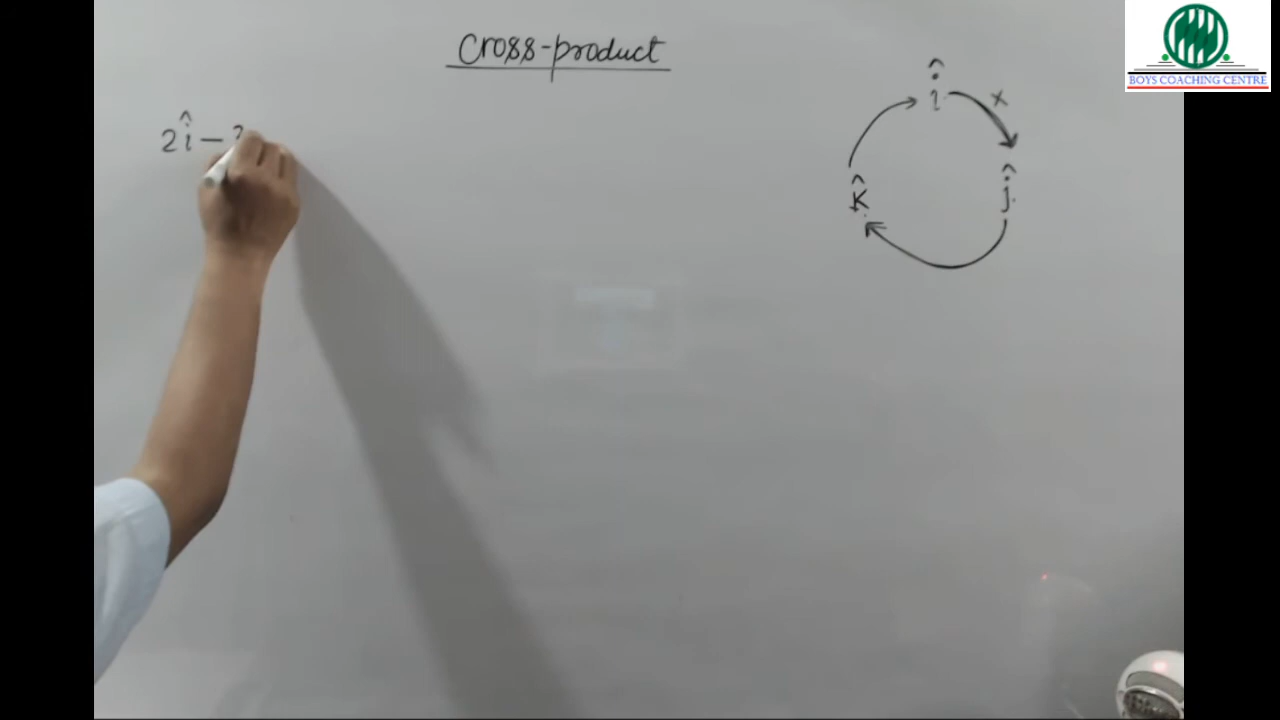 Cross-product
2î −
î
×
k̂
ĵ
BOYS COACHING CENTRE